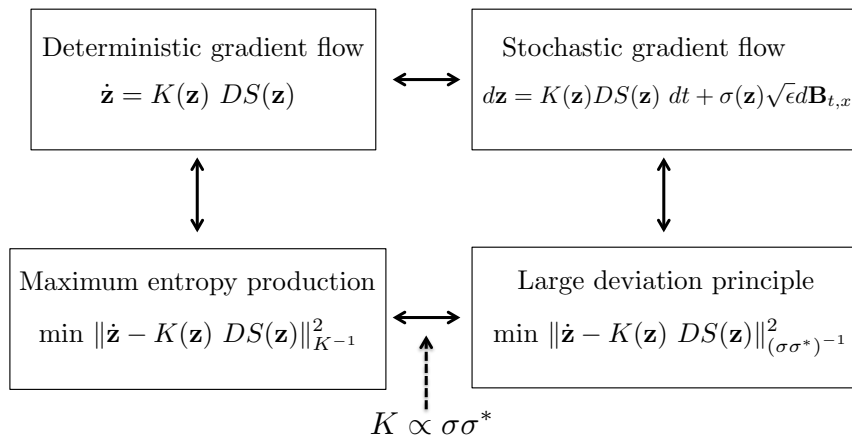 Deterministic gradient flow
ż = K(z) DS(z)
Stochastic gradient flow
dz = K(z)DS(z) dt + σ(z)√ϵdB_{t,x}
Maximum entropy production
min ‖ż − K(z) DS(z)‖²_{K⁻¹}
Large deviation principle
min ‖ż − K(z) DS(z)‖²_{(σσ*)⁻¹}
K ∝ σσ*